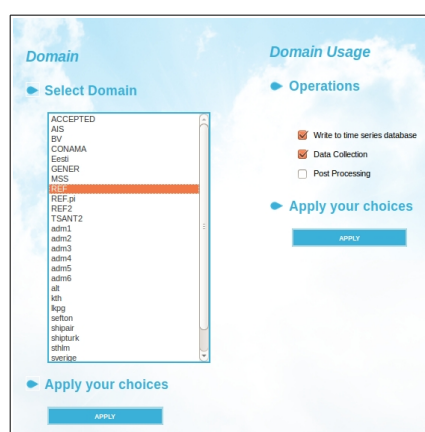 Domain
Select Domain
ACCEPTED
AIS
BV
CONAMA
Eesti
GENER
MSS
REF
REF.pi
REF2
TSANT2
adm1
adm2
adm3
adm4
adm5
adm6
alt
kth
lkpg
sefton
shipair
shipturk
sthlm
sverige
Apply your choices
APPLY
Domain Usage
Operations
Write to time series database
Data Collection
Post Processing
Apply your choices
APPLY